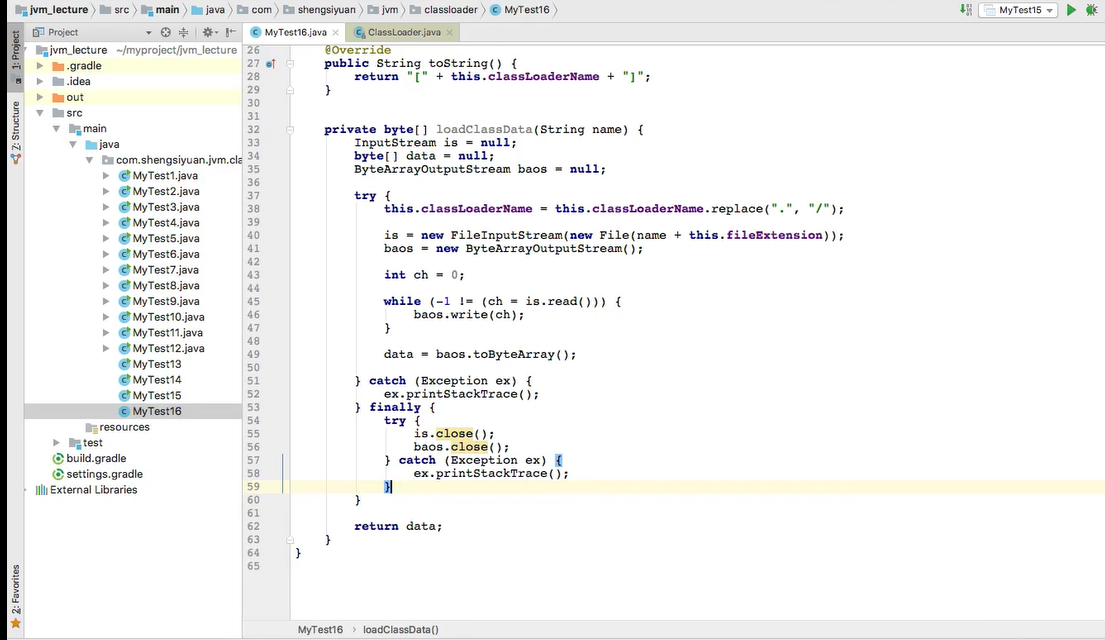 jvm_lecture src main java com shengsiyuan jvm classloader MyTest16 MyTest15
Project MyTest16.java ClassLoader.java
1: Project
Z: Structure
2: Favorites
jvm_lecture ~/myproject/jvm_lecture
.gradle
.idea
out
src
main
java
com.shengsiyuan.jvm.cla
MyTest1.java
MyTest2.java
MyTest3.java
MyTest4.java
MyTest5.java
MyTest6.java
MyTest7.java
MyTest8.java
MyTest9.java
MyTest10.java
MyTest11.java
MyTest12.java
MyTest13
MyTest14
MyTest15
MyTest16
resources
test
build.gradle
settings.gradle
External Libraries
26 @Override
27 public String toString() {
28 return "[" + this.classLoaderName + "]";
29 }
30
31
32 private byte[] loadClassData(String name) {
33 InputStream is = null;
34 byte[] data = null;
35 ByteArrayOutputStream baos = null;
36
37 try {
38 this.classLoaderName = this.classLoaderName.replace(".", "/");
39
40 is = new FileInputStream(new File(name + this.fileExtension));
41 baos = new ByteArrayOutputStream();
42
43 int ch = 0;
44
45 while (-1 != (ch = is.read())) {
46 baos.write(ch);
47 }
48
49 data = baos.toByteArray();
50
51 } catch (Exception ex) {
52 ex.printStackTrace();
53 } finally {
54 try {
55 is.close();
56 baos.close();
57 } catch (Exception ex) {
58 ex.printStackTrace();
59 }
60 }
61
62 return data;
63 }
64 }
65
MyTest16 loadClassData()